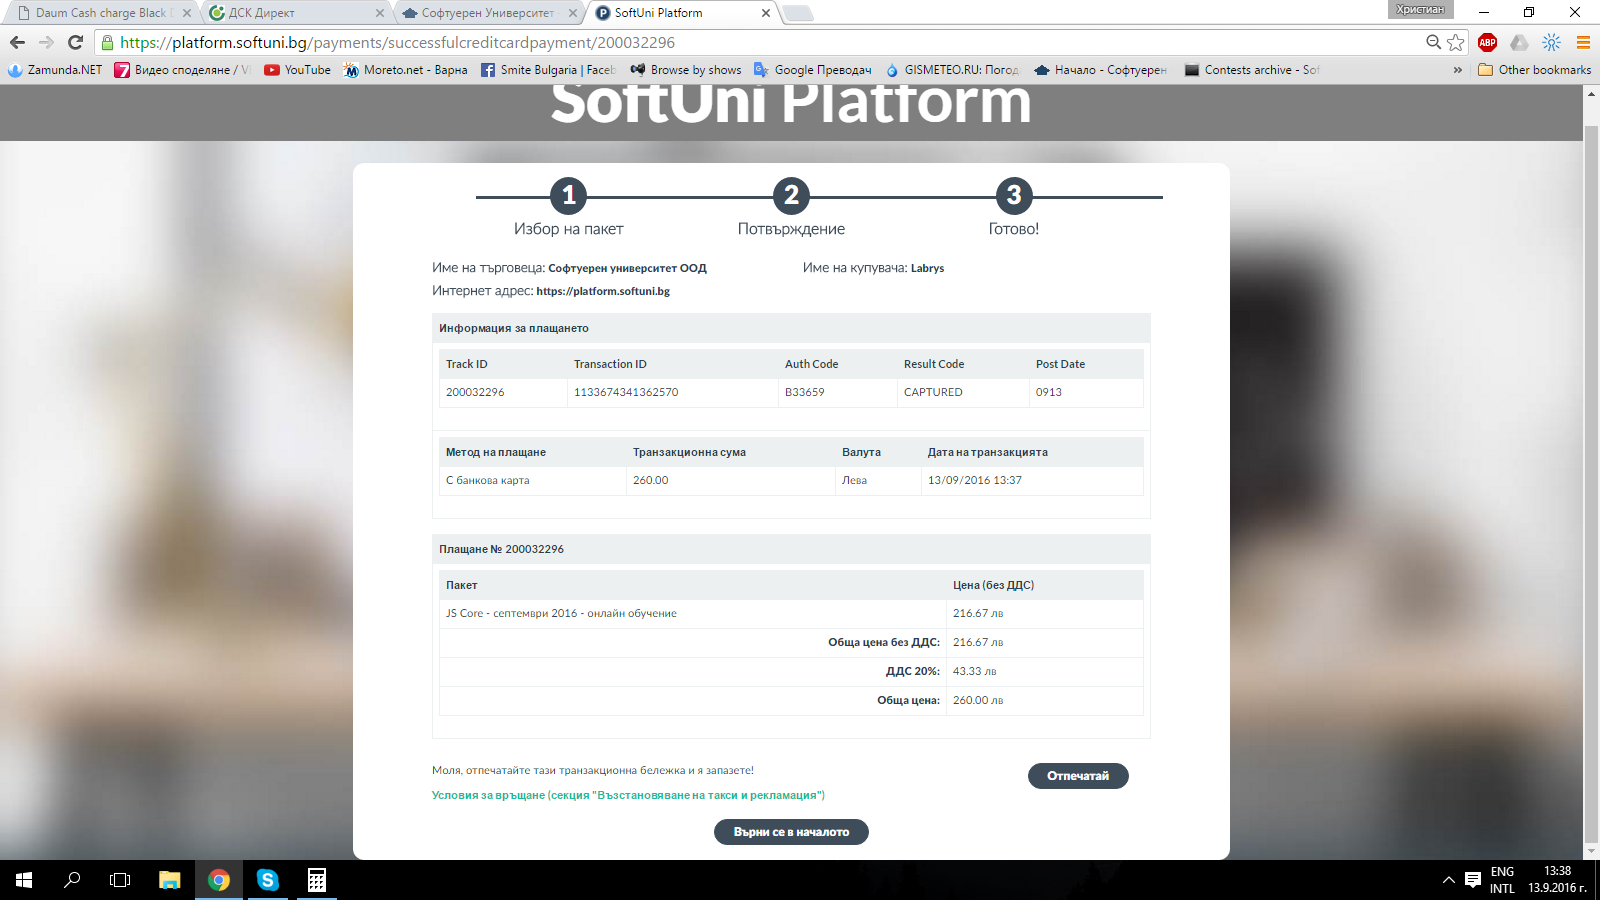 Daum Cash charge Black
ДСК Директ
Софтуерен Университет
SoftUni Platform
Християн
https://platform.softuni.bg/payments/successfulcreditcardpayment/200032296
ABP
Zamunda.NET
Видео споделяне /
YouTube
Moreto.net - Варна
Smite Bulgaria | Faceb
Browse by shows
Google Преводач
GISMETEO.RU: Погод
Начало - Софтуерен
Contests archive - Sof
»
Other bookmarks
SoftUni Platform
1
2
3
Избор на пакет
Потвърждение
Готово!
Име на търговеца: Софтуерен университет ООД
Име на купувача: Labrys
Интернет адрес: https://platform.softuni.bg
Информация за плащането
Track ID Transaction ID Auth Code Result Code Post Date
200032296 1133674341362570 B33659 CAPTURED 0913
Метод на плащане Транзакционна сума Валута Дата на транзакцията
С банкова карта 260.00 Лева 13/09/2016 13:37
Плащане № 200032296
Пакет Цена (без ДДС)
JS Core - септември 2016 - онлайн обучение 216.67 лв
Обща цена без ДДС: 216.67 лв
ДДС 20%: 43.33 лв
Обща цена: 260.00 лв
Моля, отпечатайте тази транзакционна бележка и я запазете!
Отпечатай
Условия за връщане (секция "Възстановяване на такси и рекламация")
Върни се в началото
ENG
INTL
13:38
13.9.2016 г.